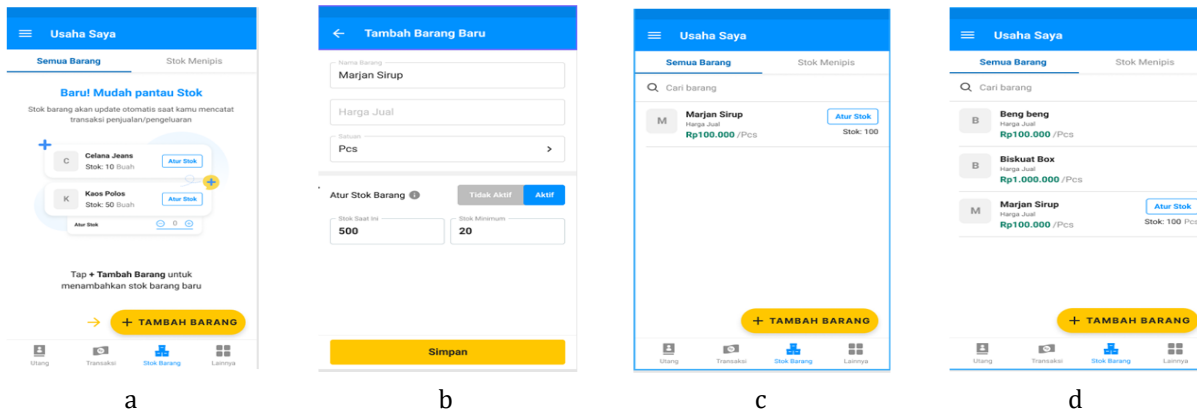 Usaha Saya
Semua Barang Stok Menipis
Baru! Mudah pantau Stok
Stok barang akan update otomatis saat kamu mencatat
transaksi penjualan/pengeluaran
C
Celana Jeans
Stok: 10 Buah
Atur Stok
K
Kaos Polos
Stok: 50 Buah
Atur Stok
Atur Stok
0
Tap + Tambah Barang untuk
menambahkan stok barang baru
+ TAMBAH BARANG
Utang Transaksi Stok Barang Lainnya
a
Tambah Barang Baru
Nama Barang
Marjan Sirup
Harga Jual
Satuan
Pcs
Atur Stok Barang Tidak Aktif Aktif
Stok Saat Ini Stok Minimum
500 20
Simpan
b
Usaha Saya
Semua Barang Stok Menipis
Cari barang
M
Marjan Sirup
Harga Jual
Rp100.000 /Pcs
Atur Stok
Stok: 100
+ TAMBAH BARANG
Utang Transaksi Stok Barang Lainnya
c
Usaha Saya
Semua Barang Stok Menipis
Cari barang
B
Beng beng
Harga Jual
Rp100.000 /Pcs
B
Biskuat Box
Harga Jual
Rp1.000.000 /Pcs
M
Marjan Sirup
Harga Jual
Rp100.000 /Pcs
Atur Stok
Stok: 100 Pcs
+ TAMBAH BARANG
Utang Transaksi Stok Barang Lainnya
d